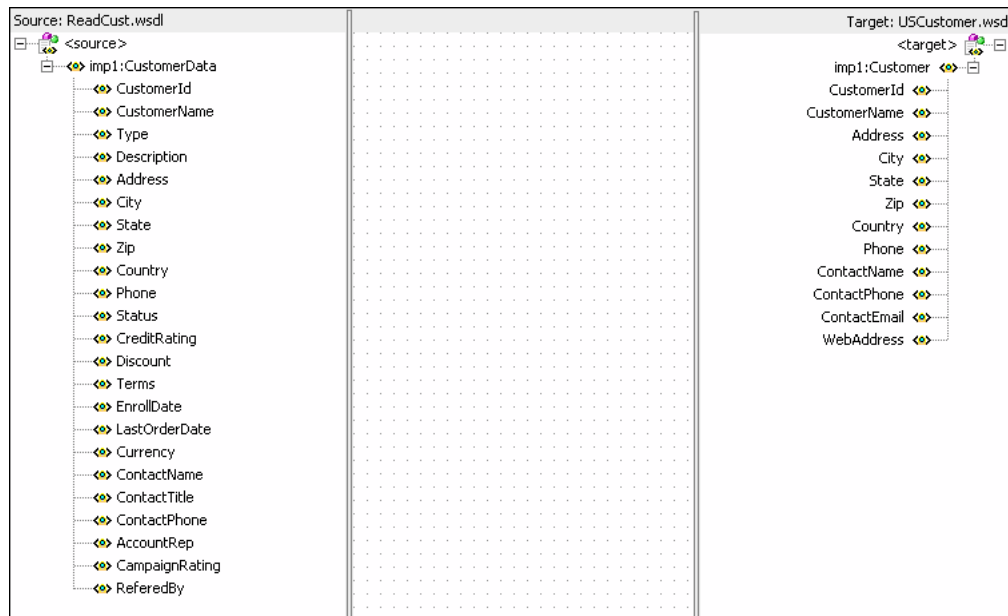 Source: ReadCust.wsdl
<source>
imp1:CustomerData
CustomerId
CustomerName
Type
Description
Address
City
State
Zip
Country
Phone
Status
CreditRating
Discount
Terms
EnrollDate
LastOrderDate
Currency
ContactName
ContactTitle
ContactPhone
AccountRep
CampaignRating
ReferedBy
Target: USCustomer.wsd
<target>
imp1:Customer
CustomerId
CustomerName
Address
City
State
Zip
Country
Phone
ContactName
ContactPhone
ContactEmail
WebAddress